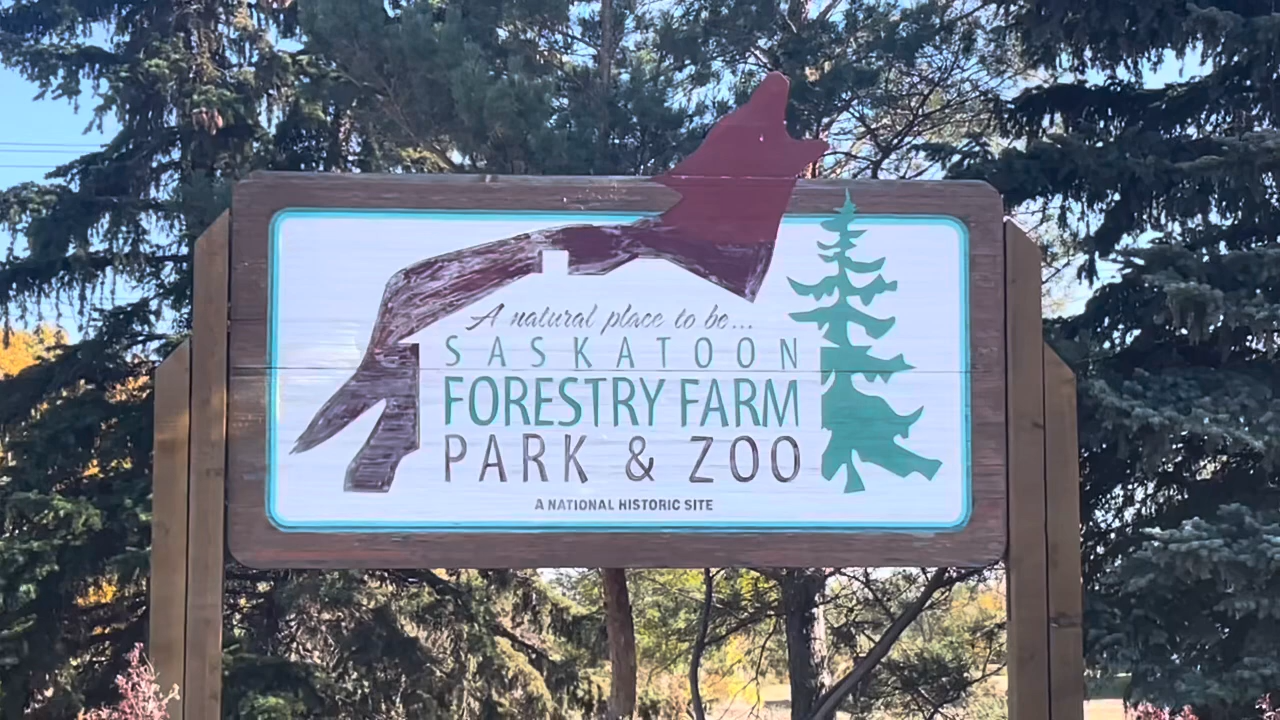 A natural place to be...
SASKATOON
FORESTRY FARM
PARK & ZOO
A NATIONAL HISTORIC SITE